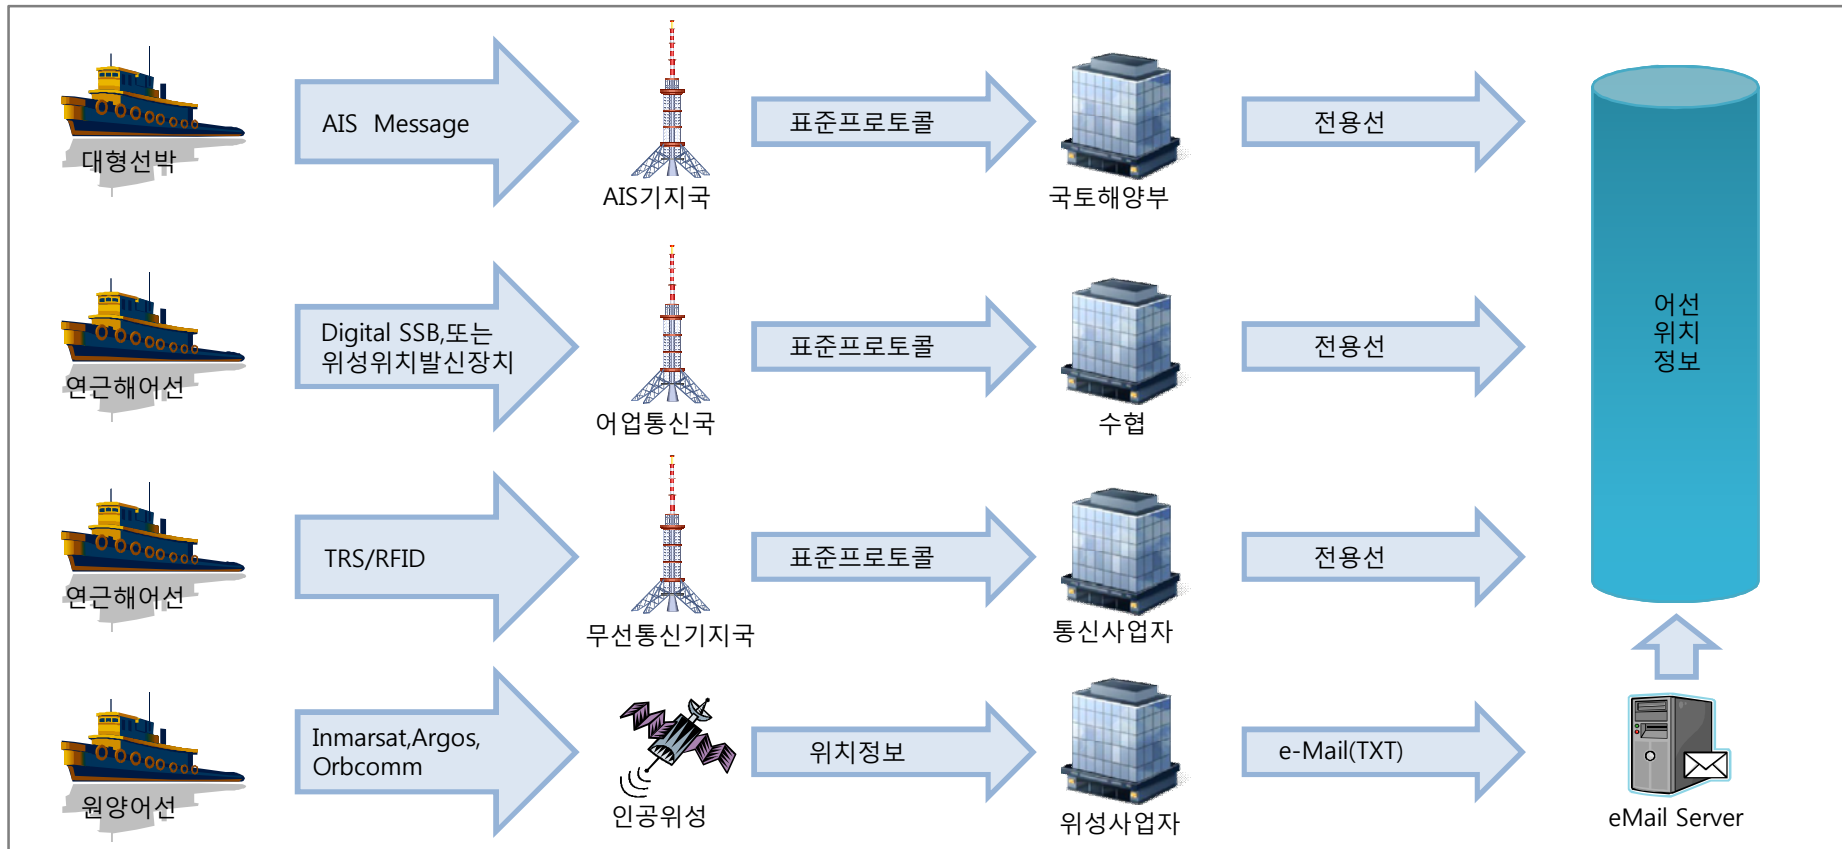 AIS Message
표준프로토콜
전용선
대형선박
AIS기지국
국토해양부
Digital SSB,또는
위성위치발신장치
표준프로토콜
전용선
어선
위치
정보
연근해어선
어업통신국
수협
TRS/RFID
표준프로토콜
전용선
연근해어선
무선통신기지국
통신사업자
Inmarsat,Argos,
Orbcomm
위치정보
e-Mail(TXT)
원양어선
인공위성
위성사업자
eMail Server